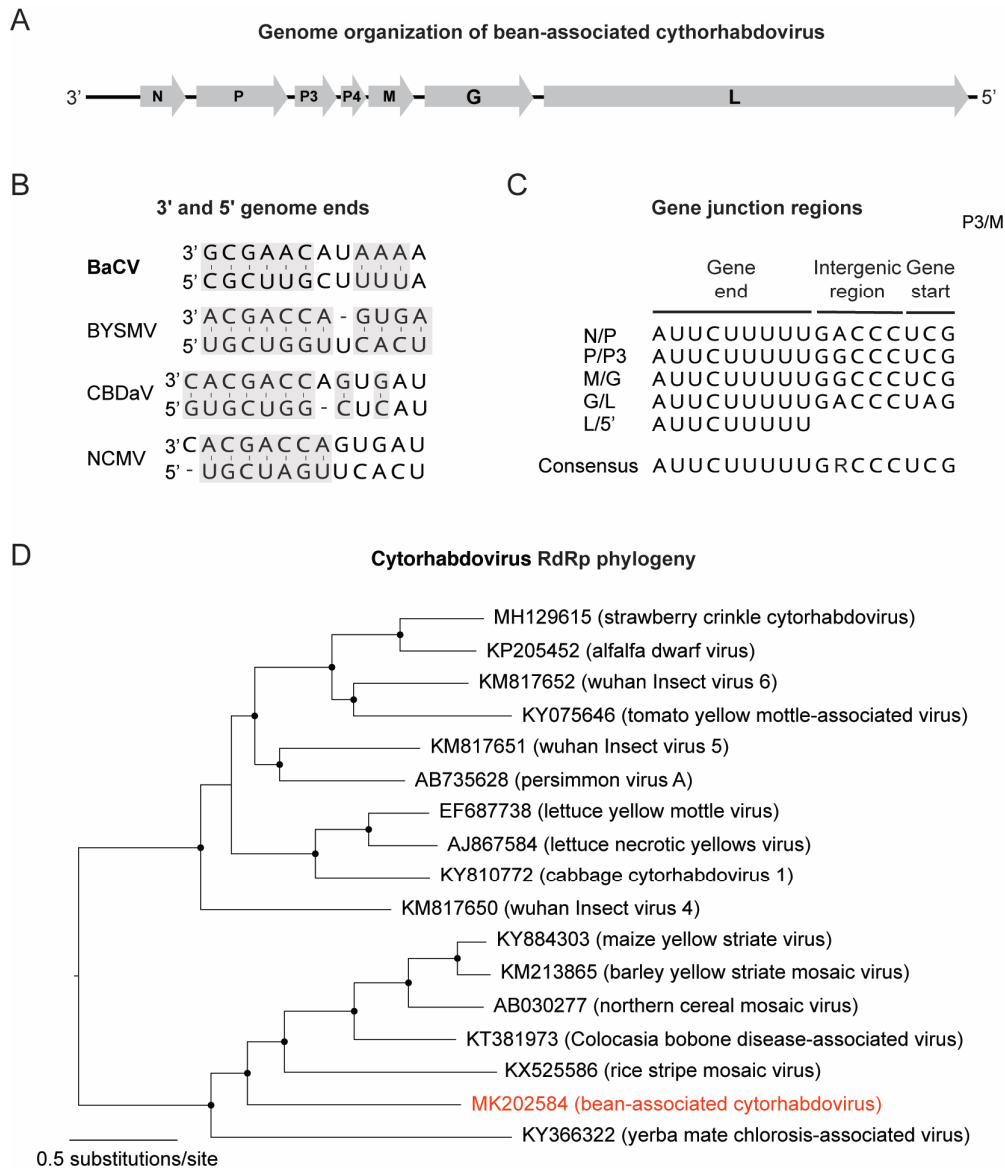 A
Genome organization of bean-associated cythorhabdovirus
3’ N P P3 P4 M G L 5’
B
3' and 5' genome ends
BaCV
3’ G C G A A C A U A A A A
5’ C G C U U G C U U U U A
BYSMV
3’ A C G A C C A - G U G A
5’ U G C U G G U U C A C U
CBDaV
3’ C A C G A C C A G U G A U
5’ G U G C U G G - C U C A U
NCMV
3’ C A C G A C C A G U G A U
5’ - U G C U A G U U C A C U
C
Gene junction regions
P3/M
Gene end
Intergenic region
Gene start
N/P A U U C U U U U U G A C C C U C G
P/P3 A U U C U U U U U G G C C C U C G
M/G A U U C U U U U U G G C C C U C G
G/L A U U C U U U U U G A C C C U A G
L/5’ A U U C U U U U U
Consensus A U U C U U U U U G R C C C U C G
D
Cytorhabdovirus RdRp phylogeny
MH129615 (strawberry crinkle cytorhabdovirus)
KP205452 (alfalfa dwarf virus)
KM817652 (wuhan Insect virus 6)
KY075646 (tomato yellow mottle-associated virus)
KM817651 (wuhan Insect virus 5)
AB735628 (persimmon virus A)
EF687738 (lettuce yellow mottle virus)
AJ867584 (lettuce necrotic yellows virus)
KY810772 (cabbage cytorhabdovirus 1)
KM817650 (wuhan Insect virus 4)
KY884303 (maize yellow striate virus)
KM213865 (barley yellow striate mosaic virus)
AB030277 (northern cereal mosaic virus)
KT381973 (Colocasia bobone disease-associated virus)
KX525586 (rice stripe mosaic virus)
MK202584 (bean-associated cytorhabdovirus)
KY366322 (yerba mate chlorosis-associated virus)
0.5 substitutions/site